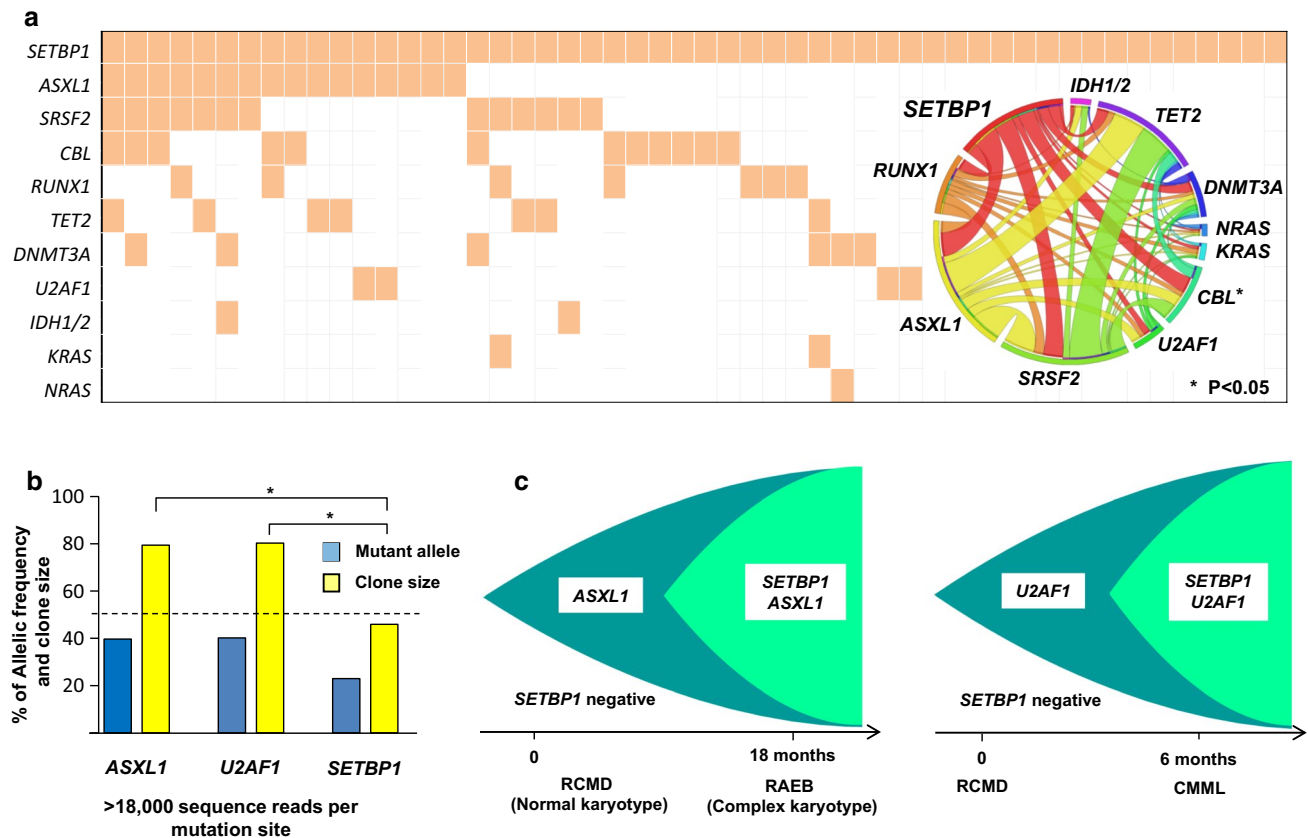 a
SETBP1
ASXL1
SRSF2
CBL
RUNX1
TET2
DNMT3A
U2AF1
IDH1/2
KRAS
NRAS
SETBP1
IDH1/2
TET2
DNMT3A
NRAS
KRAS
CBL*
U2AF1
SRSF2
ASXL1
RUNX1
* P<0.05
b
% of Allelic frequency
and clone size
100
80
60
40
20
*
*
Mutant allele
Clone size
ASXL1
U2AF1
SETBP1
>18,000 sequence reads per
mutation site
c
ASXL1
SETBP1
ASXL1
SETBP1 negative
0
18 months
RCMD
(Normal karyotype)
RAEB
(Complex karyotype)
U2AF1
SETBP1
U2AF1
SETBP1 negative
0
6 months
RCMD
CMML